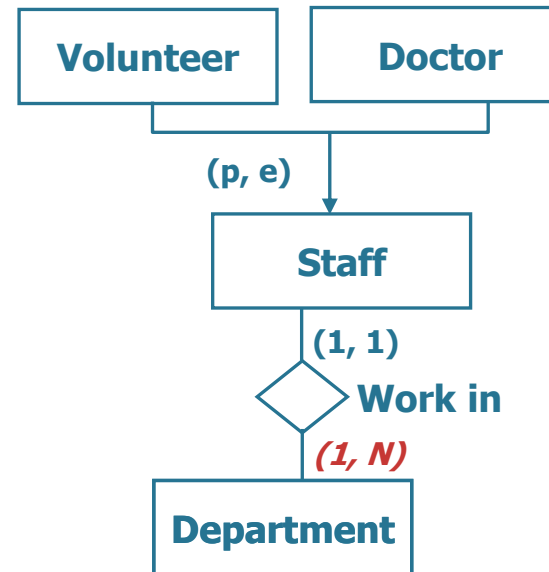 Volunteer
Doctor
(p, e)
Staff
(1, 1)
Work in
(1, N)
Department